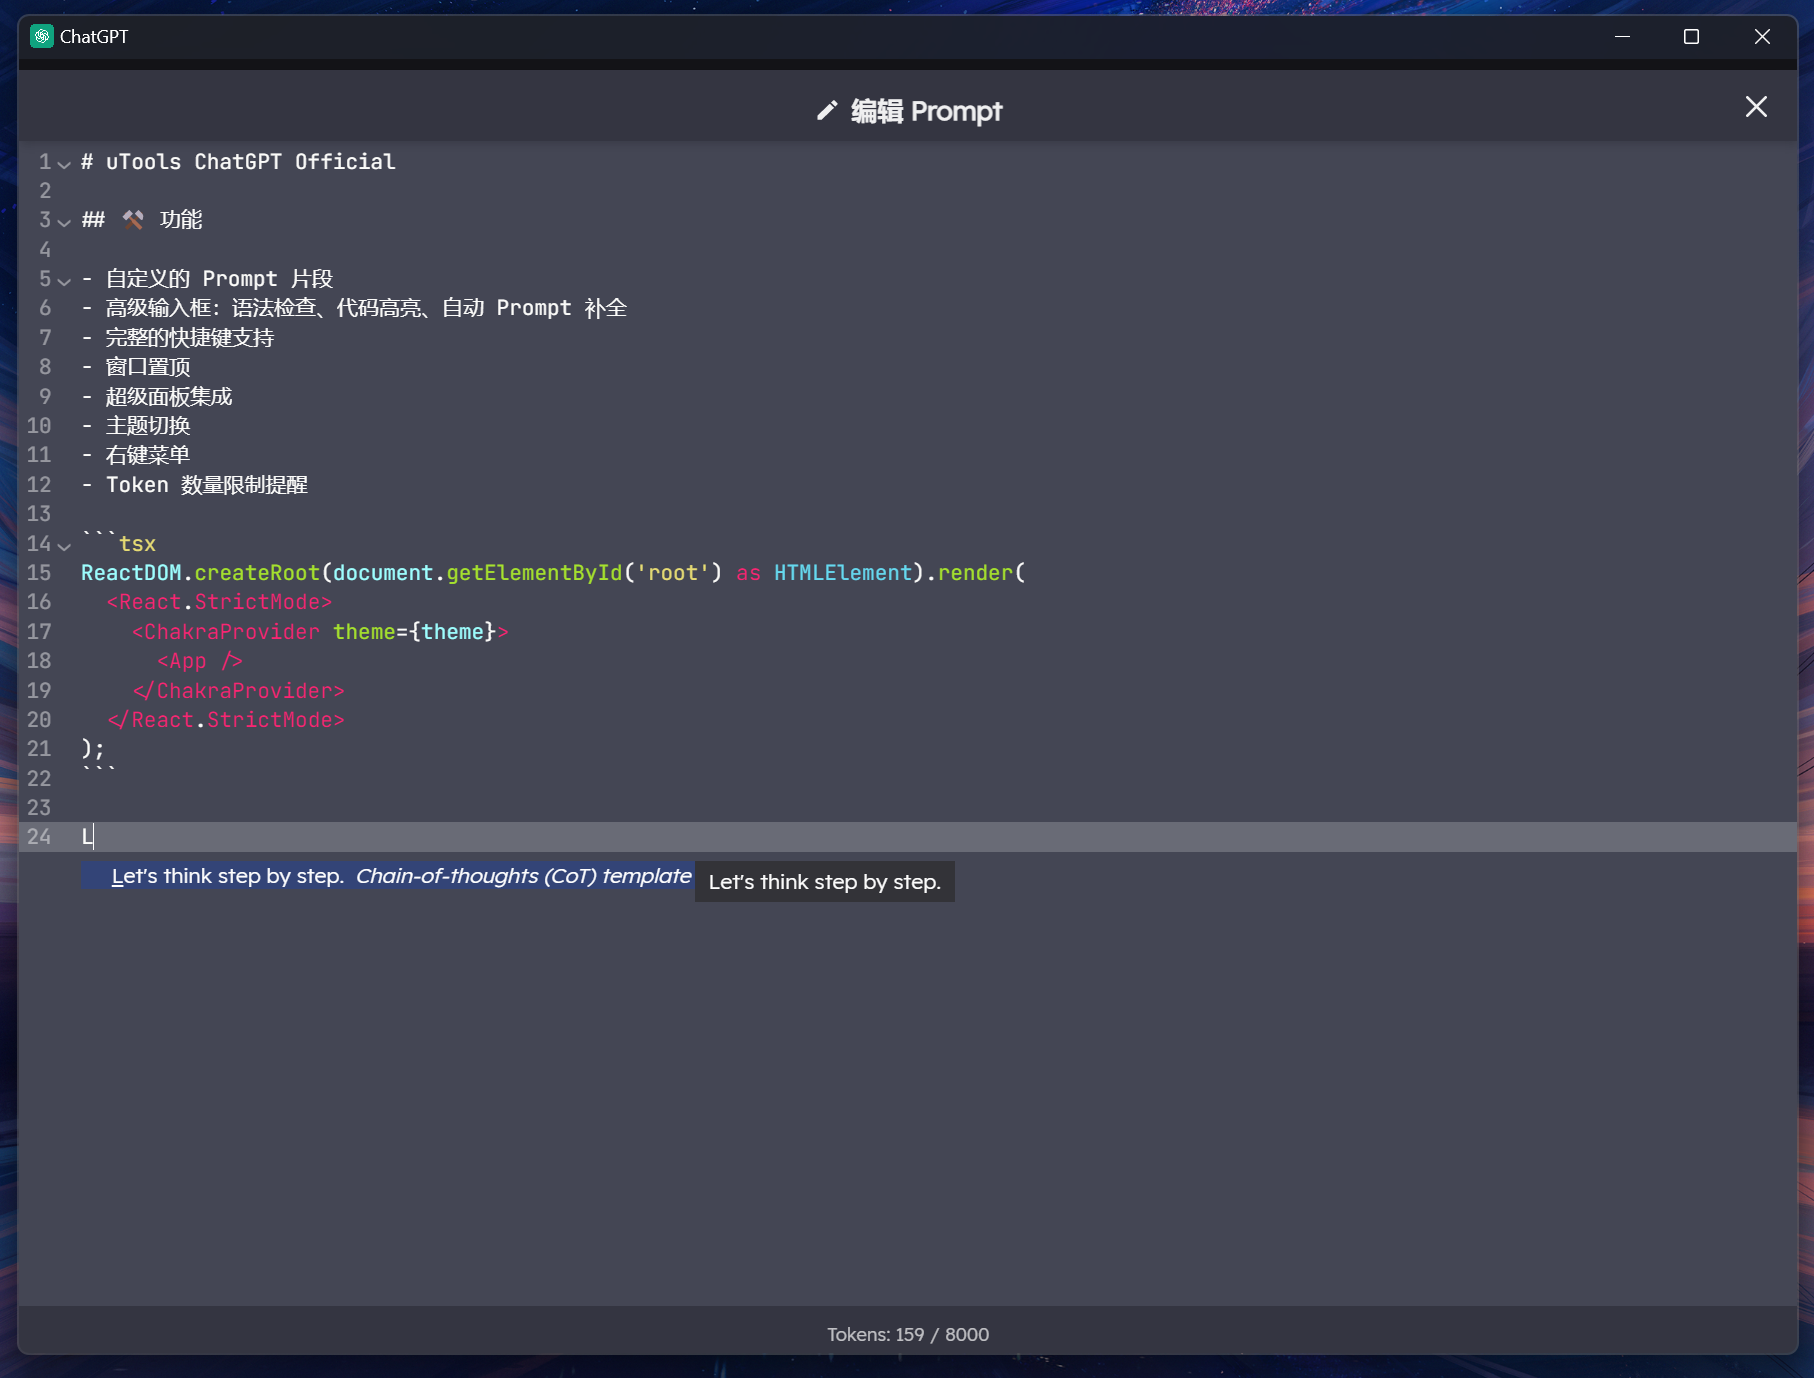 ChatGPT
编辑 Prompt
1 # uTools ChatGPT Official
2
3 ## ⚒️ 功能
4
5 - 自定义的 Prompt 片段
6 - 高级输入框：语法检查、代码高亮、自动 Prompt 补全
7 - 完整的快捷键支持
8 - 窗口置顶
9 - 超级面板集成
10 - 主题切换
11 - 右键菜单
12 - Token 数量限制提醒
13
14 ```tsx
15 ReactDOM.createRoot(document.getElementById('root') as HTMLElement).render(
16   <React.StrictMode>
17     <ChakraProvider theme={theme}>
18       <App />
19     </ChakraProvider>
20   </React.StrictMode>
21 );
22 ```
23
24 L
Let's think step by step. Chain-of-thoughts (CoT) template
Let's think step by step.
Tokens: 159 / 8000